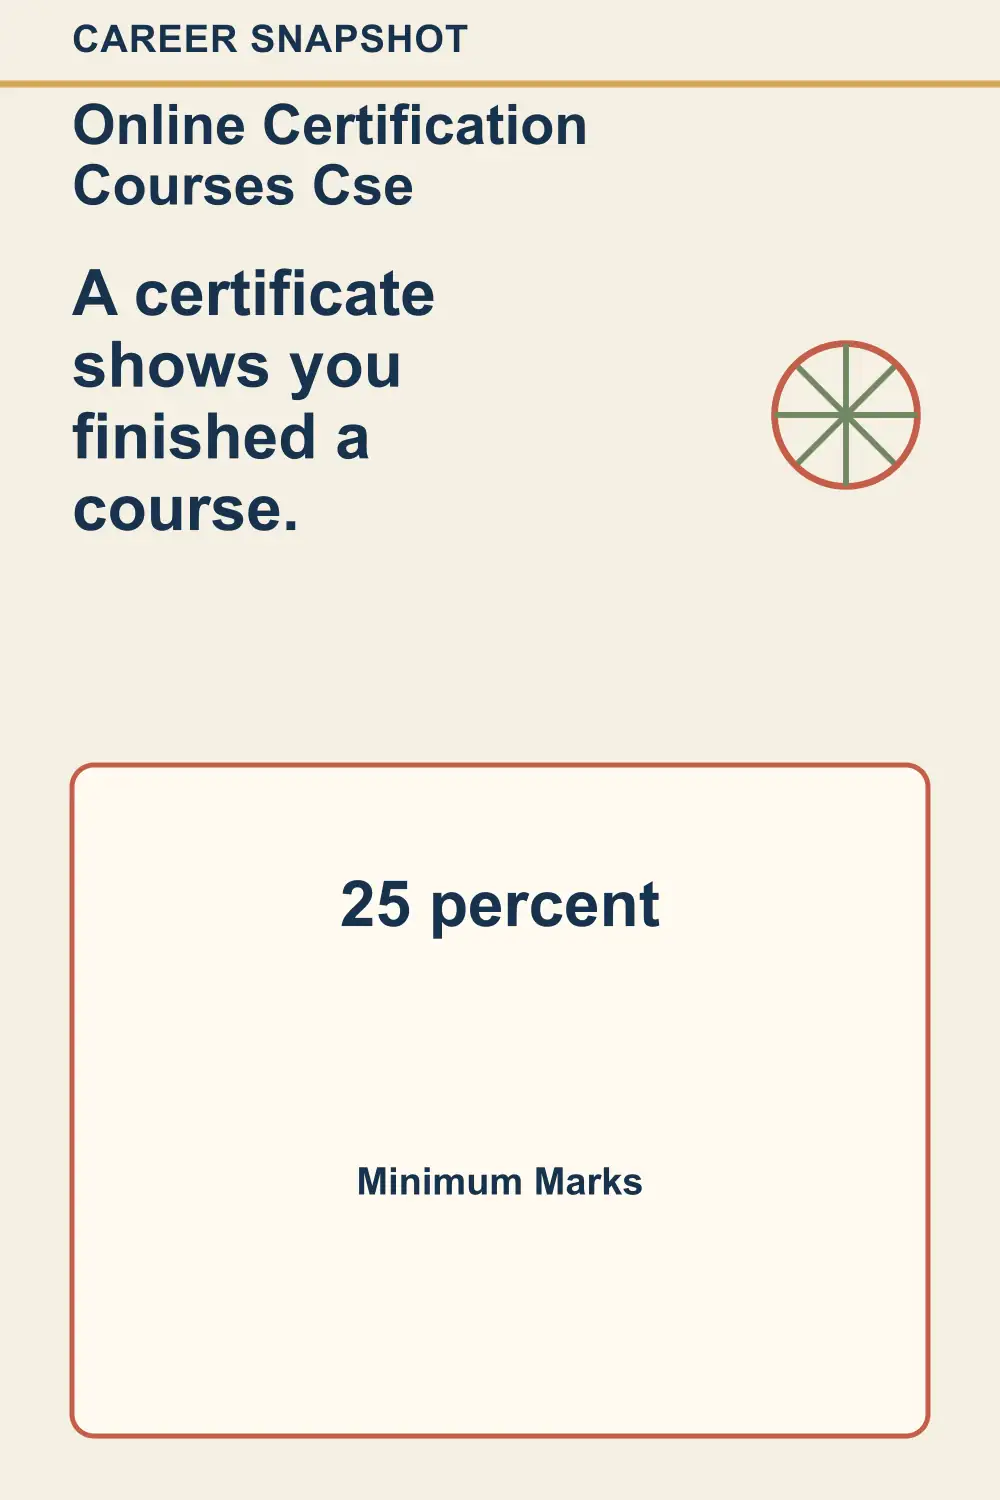 CAREER SNAPSHOT
Online Certification
Courses Cse
A certificate
shows you
finished a
course.
25 percent
Minimum Marks